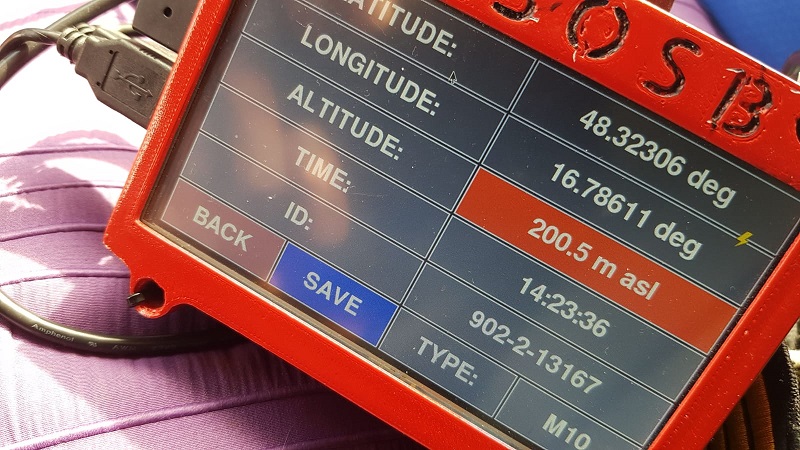 LATITUDE: 48.32306 deg
LONGITUDE: 16.78611 deg
ALTITUDE: 200.5 m asl
TIME: 14:23:36
ID: 902-2-13167
BACK SAVE TYPE: M10
Amphenol